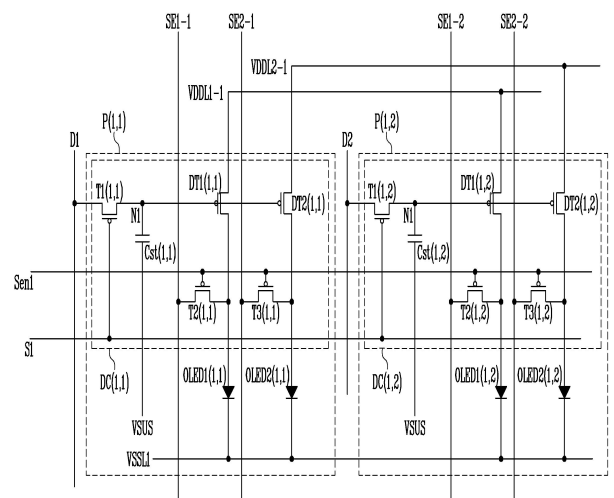 SE1-1 SE2-1 SE1-2 SE2-2
VDDL2-1
VDDL1-1
P(1,1) P(1,2)
D1 D2
T1(1,1) DT1(1,1) DT2(1,1) T1(1,2) DT1(1,2) DT2(1,2)
N1 N1
Cst(1,1) Cst(1,2)
Sen1
T2(1,1) T3(1,1) T2(1,2) T3(1,2)
S1
DC(1,1) OLED1(1,1) OLED2(1,1) DC(1,2) OLED1(1,2) OLED2(1,2)
VSUS VSUS
VSSL1